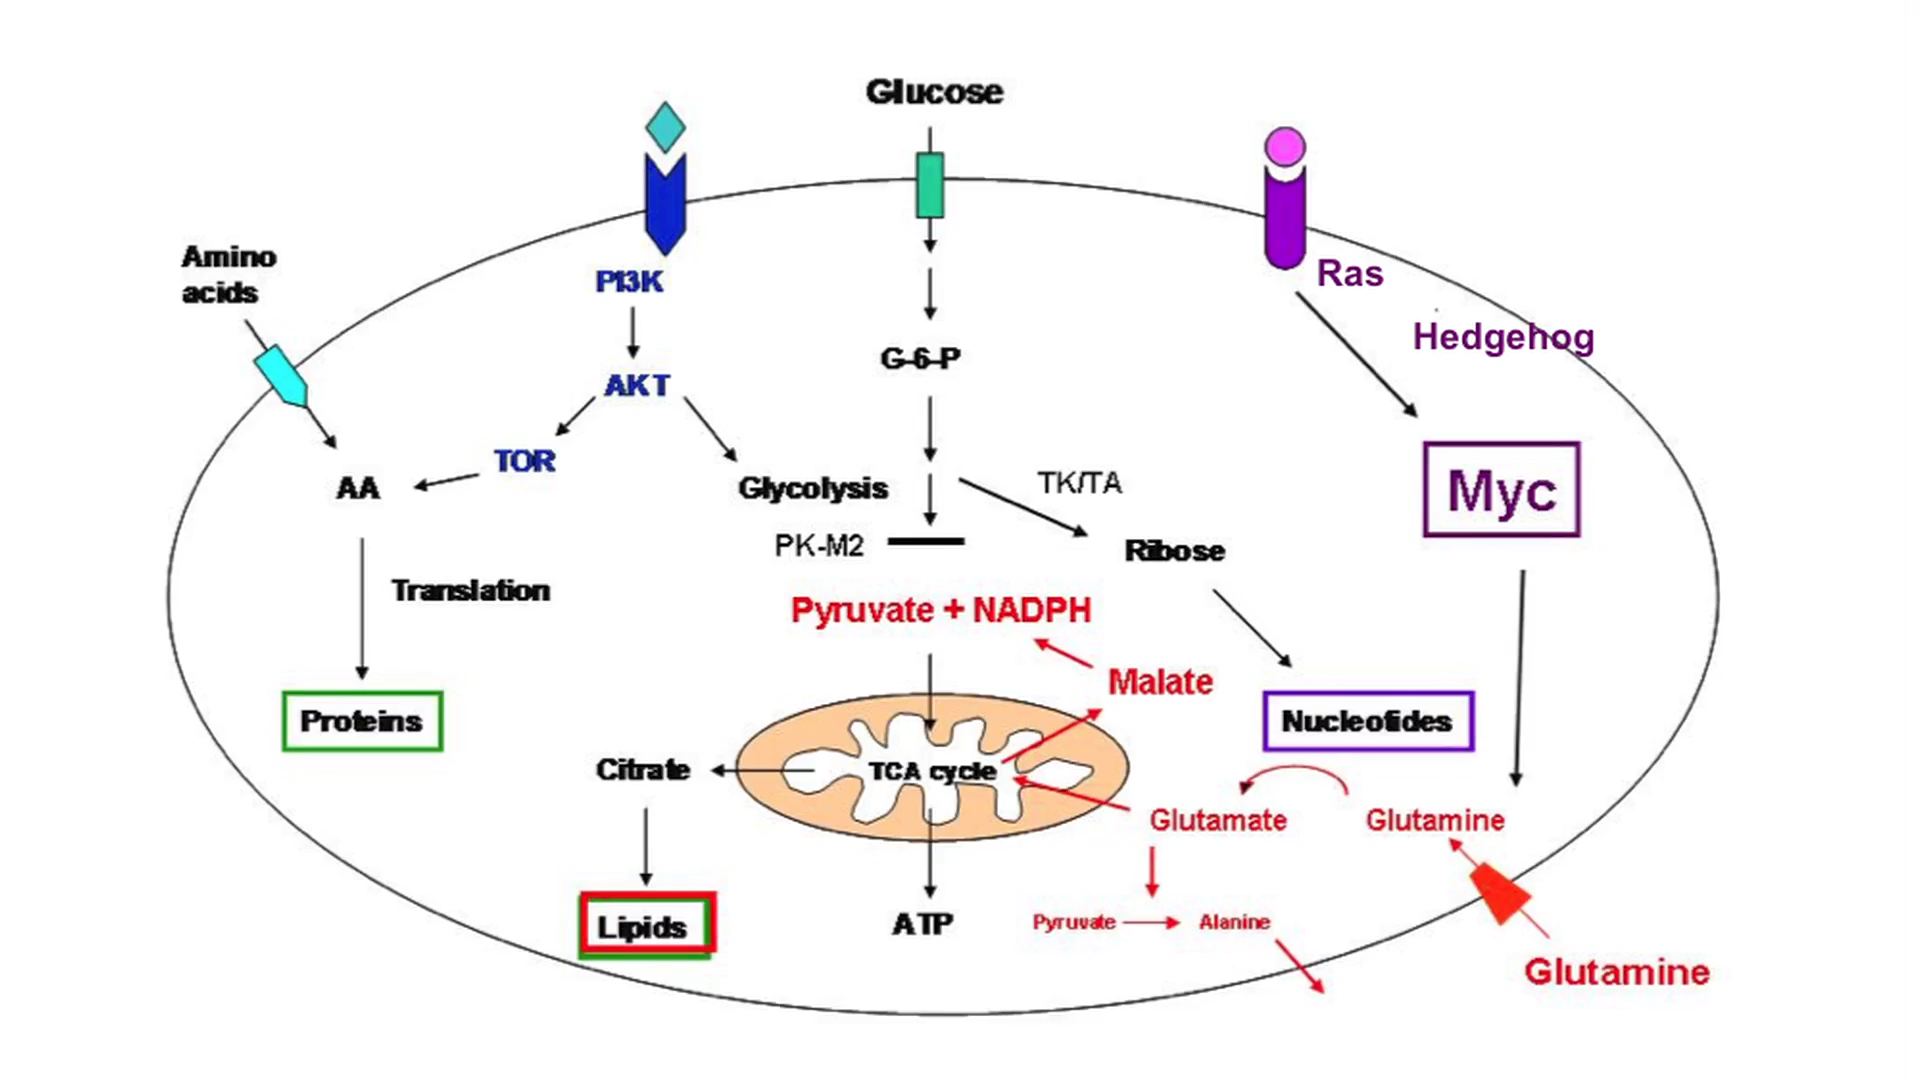 Glucose
Amino
acids
PI3K
Ras
Hedgehog
G-6-P
AKT
TOR
AA
Glycolysis
TK/TA
Myc
PK-M2
Ribose
Translation
Pyruvate + NADPH
Malate
Proteins
Nucleotides
Citrate
TCA cycle
Glutamate
Glutamine
Lipids
ATP
Pyruvate
Alanine
Glutamine